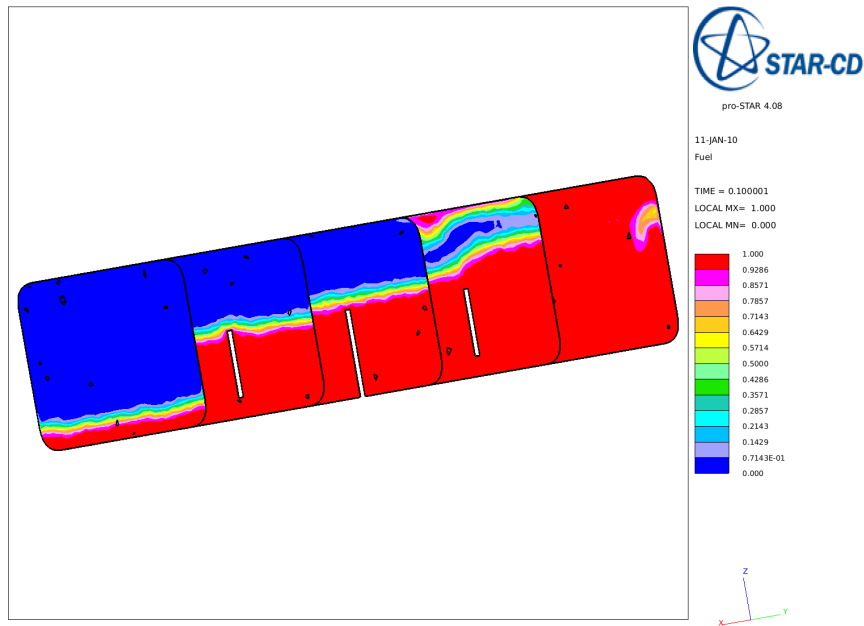 STAR-CD
pro-STAR 4.08
11-JAN-10
Fuel
TIME = 0.100001
LOCAL MX= 1.000
LOCAL MN= 0.000
1.000
0.9286
0.8571
0.7857
0.7143
0.6429
0.5714
0.5000
0.4286
0.3571
0.2857
0.2143
0.1429
0.7143E-01
0.000
Z
Y
X